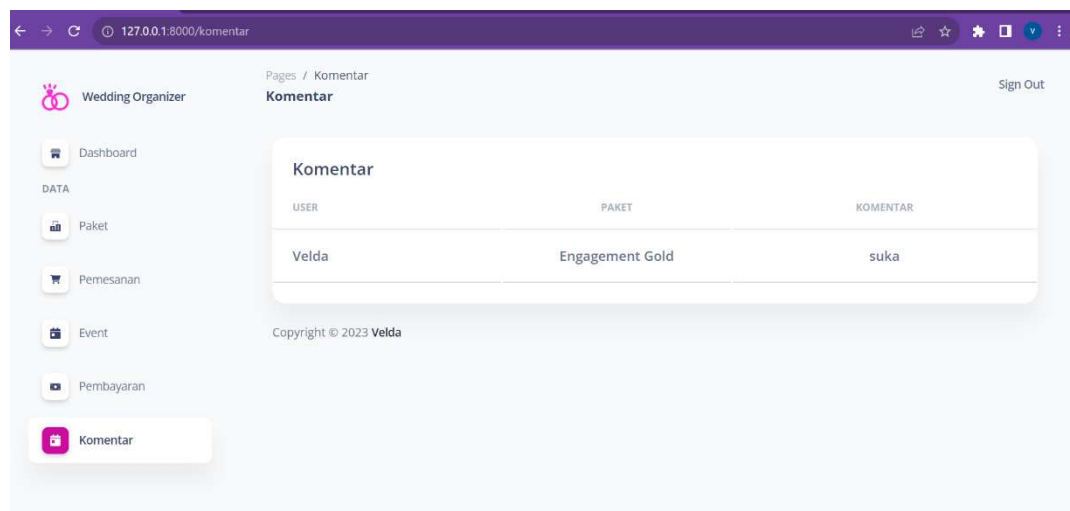 127.0.0.1:8000/komentar
V
Wedding Organizer
Dashboard
DATA
Paket
Pemesanan
Event
Pembayaran
Komentar
Pages / Komentar
Komentar
Sign Out
Komentar
USER PAKET KOMENTAR
Velda Engagement Gold suka
Copyright © 2023 Velda